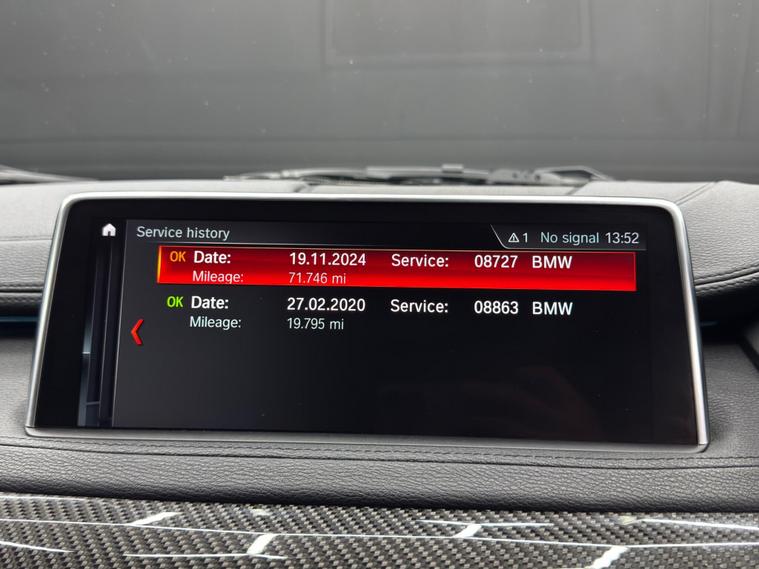 Service history
1 No signal 13:52
OK Date: 19.11.2024 Service: 08727 BMW
Mileage: 71.746 mi
OK Date: 27.02.2020 Service: 08863 BMW
Mileage: 19.795 mi